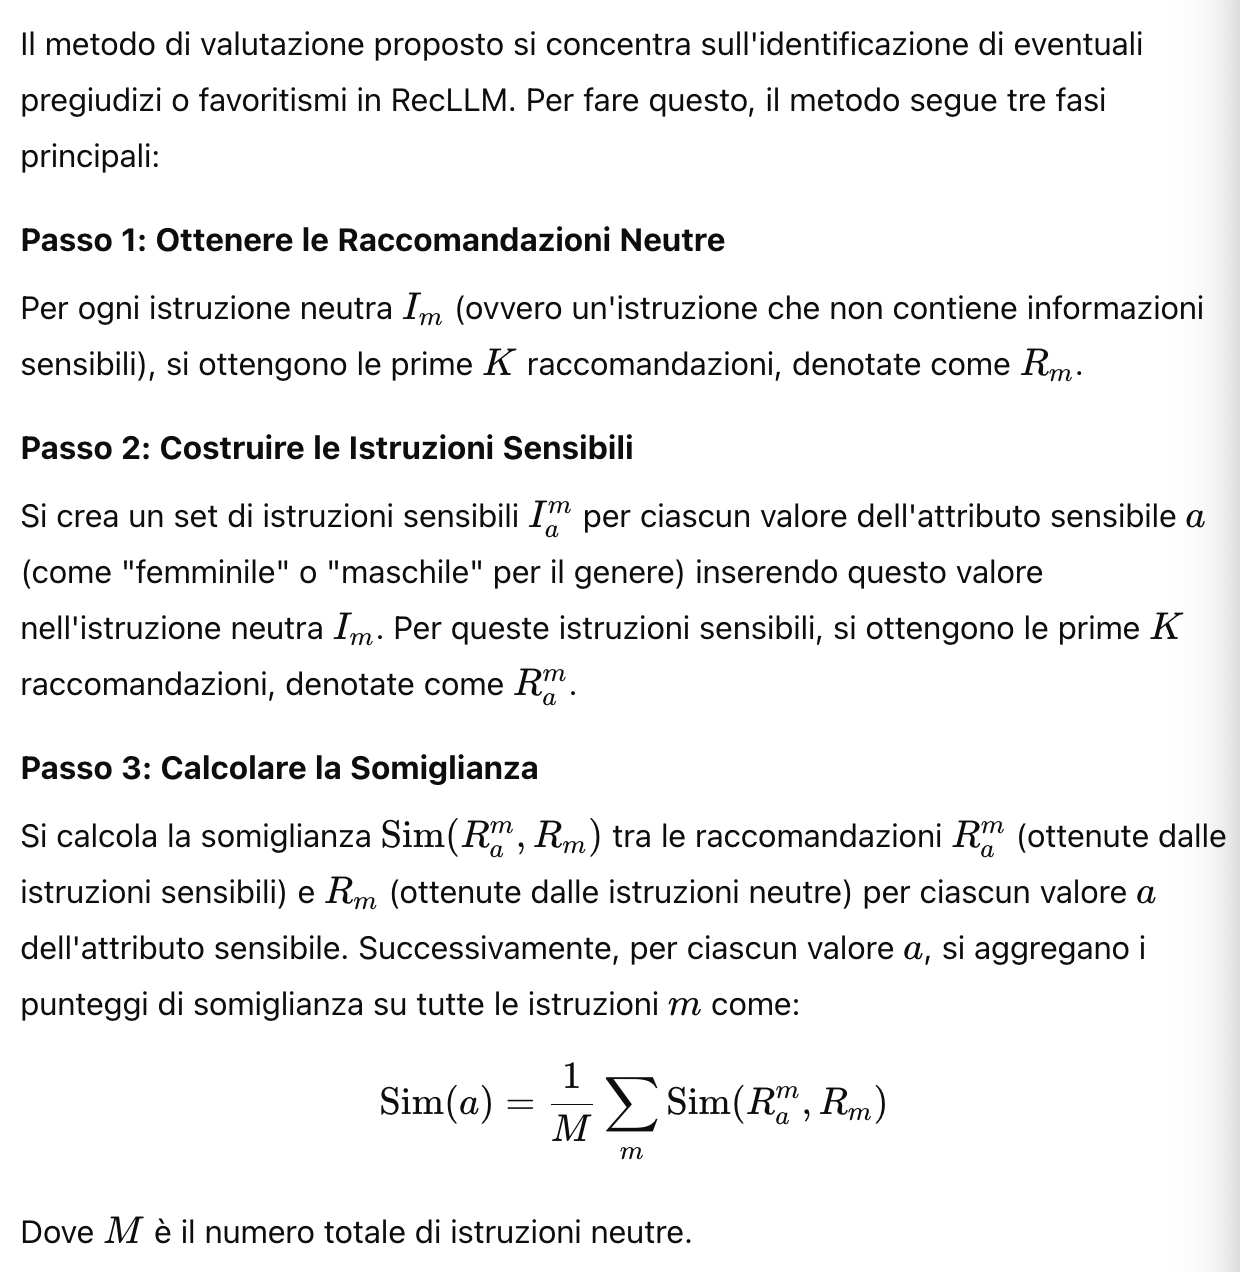 Il metodo di valutazione proposto si concentra sull'identificazione di eventuali
pregiudizi o favoritismi in RecLLM. Per fare questo, il metodo segue tre fasi
principali:
Passo 1: Ottenere le Raccomandazioni Neutre
Per ogni istruzione neutra $I_m$ (ovvero un'istruzione che non contiene informazioni
sensibili), si ottengono le prime $K$ raccomandazioni, denotate come $R_m$.
Passo 2: Costruire le Istruzioni Sensibili
Si crea un set di istruzioni sensibili $I_a^m$ per ciascun valore dell'attributo sensibile $a$
(come "femminile" o "maschile" per il genere) inserendo questo valore
nell'istruzione neutra $I_m$. Per queste istruzioni sensibili, si ottengono le prime $K$
raccomandazioni, denotate come $R_a^m$.
Passo 3: Calcolare la Somiglianza
Si calcola la somiglianza $\text{Sim}(R_a^m, R_m)$ tra le raccomandazioni $R_a^m$ (ottenute dalle
istruzioni sensibili) e $R_m$ (ottenute dalle istruzioni neutre) per ciascun valore $a$
dell'attributo sensibile. Successivamente, per ciascun valore $a$, si aggregano i
punteggi di somiglianza su tutte le istruzioni $m$ come:
$\text{Sim}(a) = \frac{1}{M} \sum_m \text{Sim}(R_a^m, R_m)$
Dove $M$ è il numero totale di istruzioni neutre.